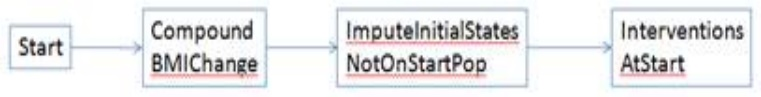 Start
Compound
BMIChange
ImputeInitialStates
NotOnStartPop
Interventions
AtStart